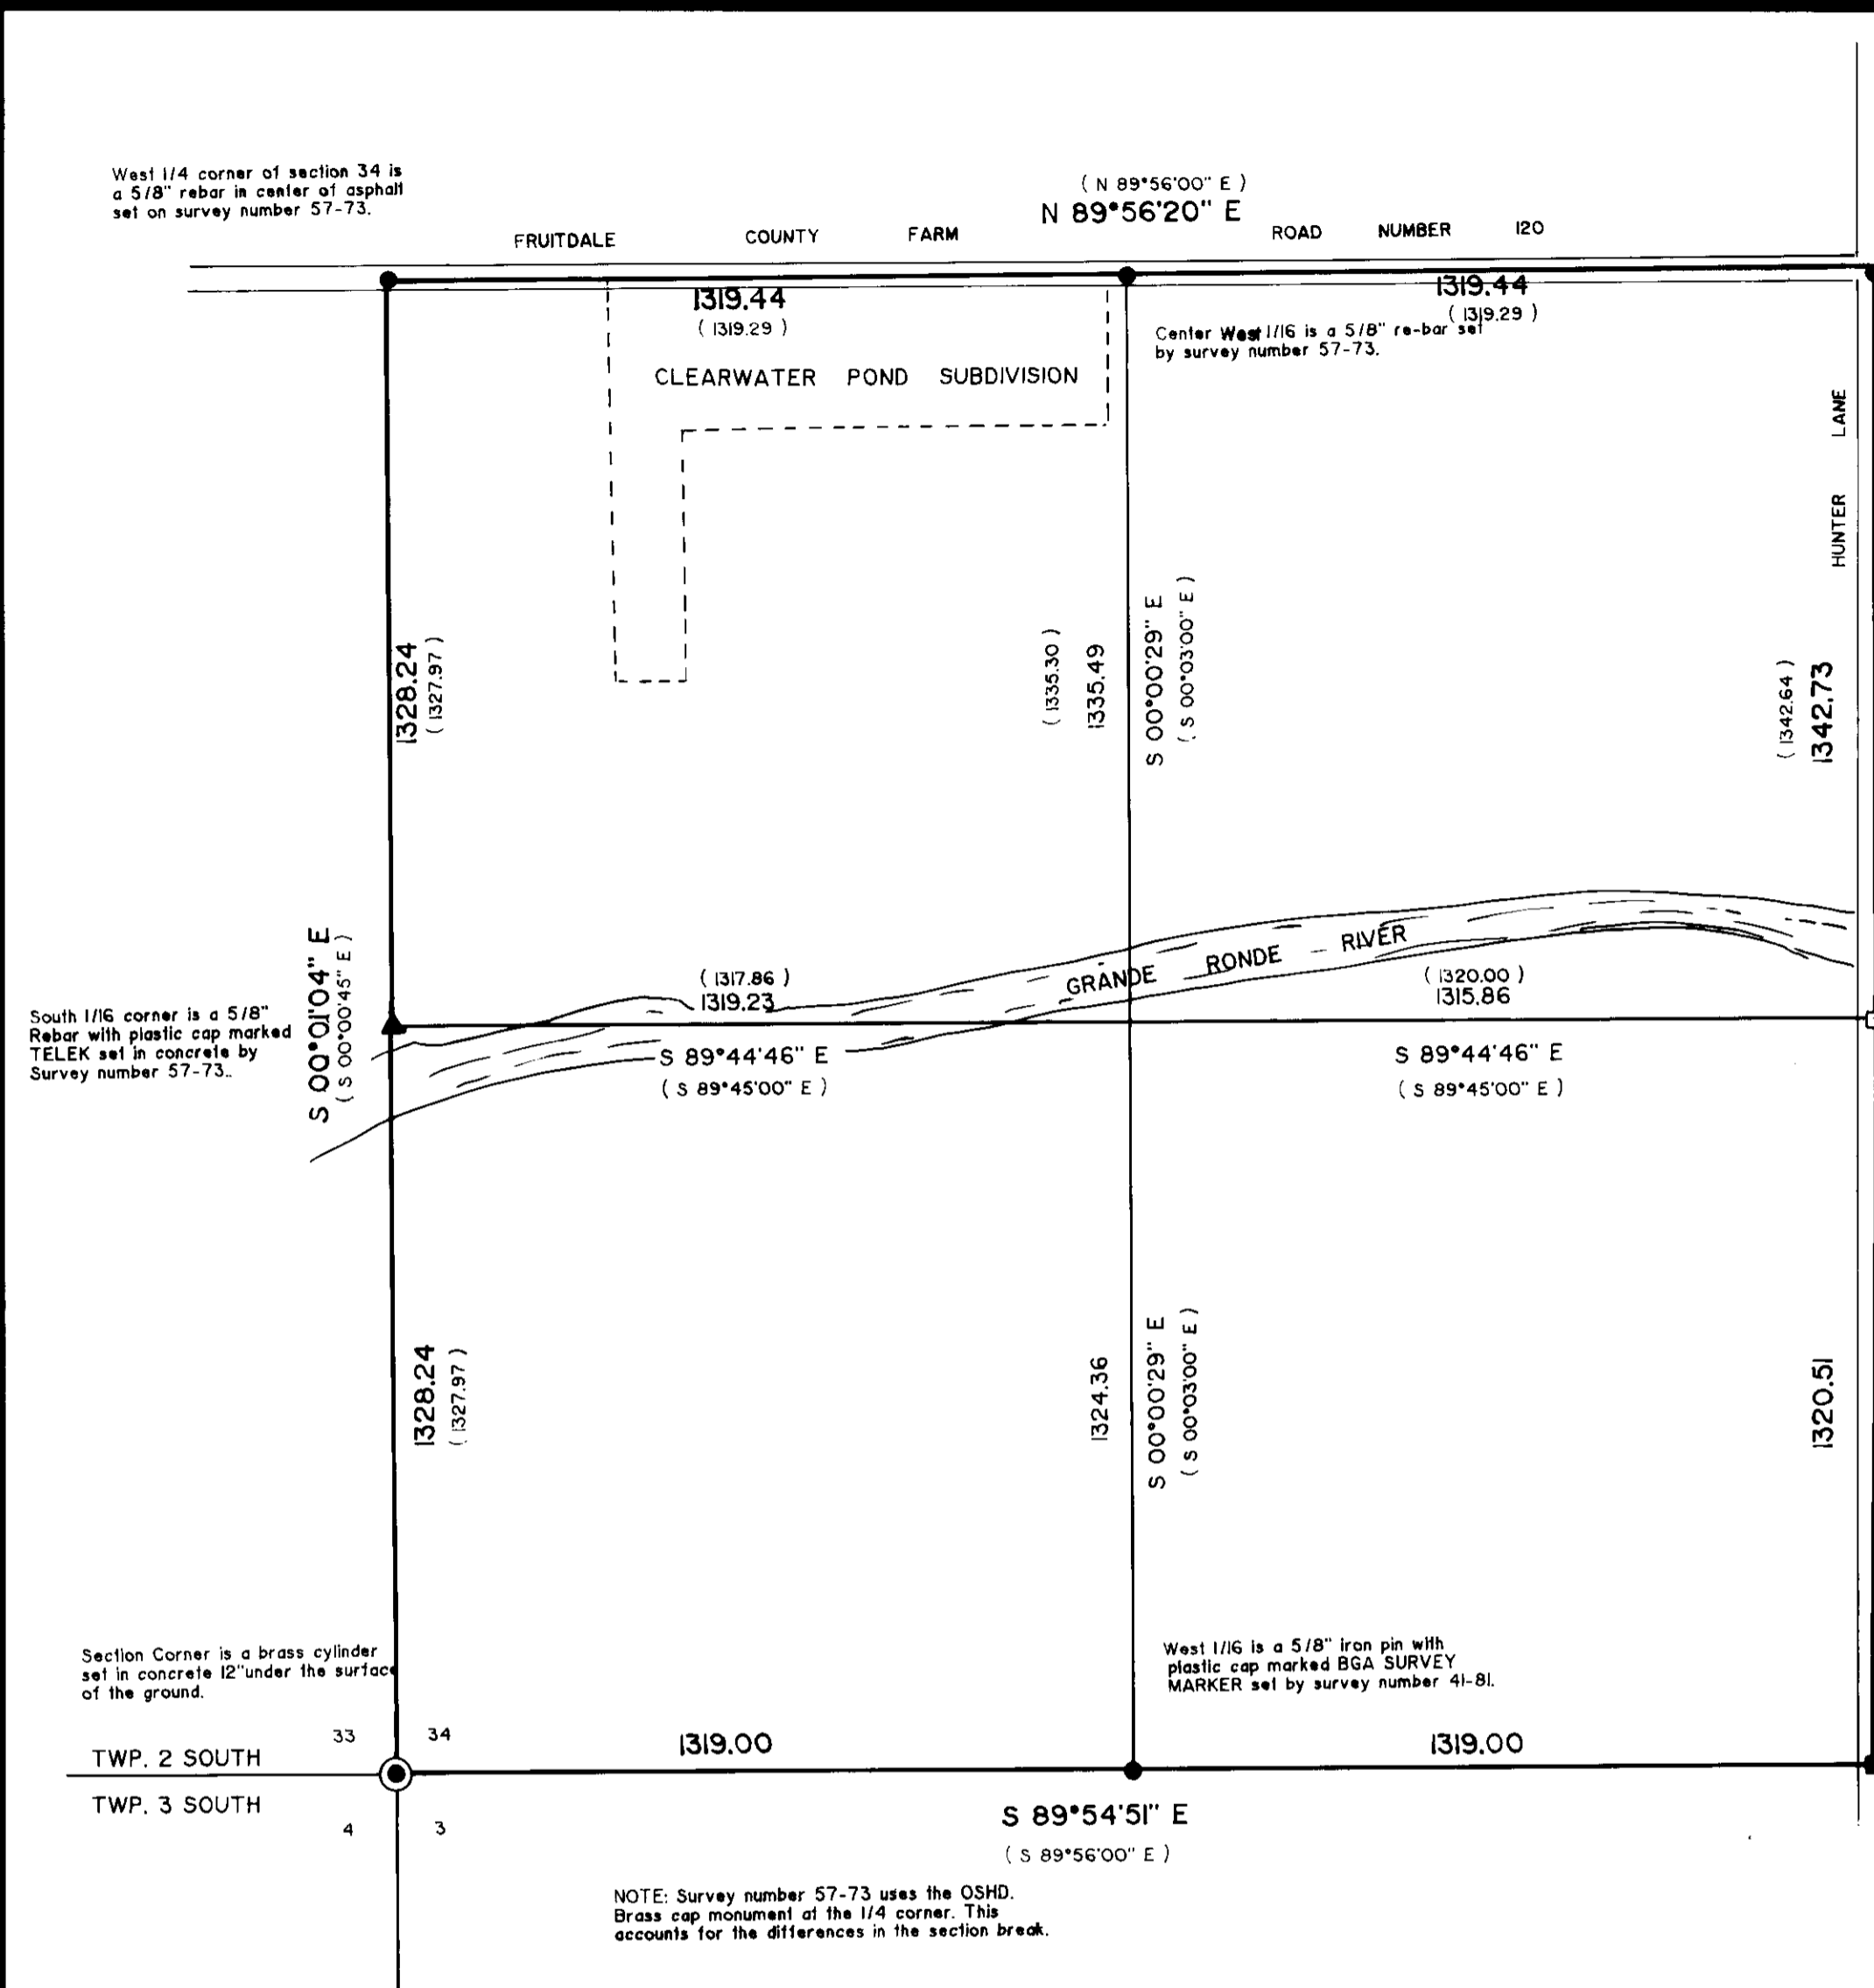 West 1/4 corner of section 34 is
a 5/8" rebar in center of asphalt
set on survey number 57-73.
( N 89°56'00" E )
N 89°56'20" E
FRUITDALE COUNTY FARM ROAD NUMBER 120
1319.44
( 1319.29 )
1319.44
( 1319.29 )
Center West 1/16 is a 5/8" re-bar set
by survey number 57-73.
CLEARWATER POND SUBDIVISION
HUNTER LANE
1328.24
( 1327.97 )
( 1335.30 )
1335.49
S 00°00'29" E
( S 00°03'00" E )
( 1342.64 )
1342.73
S 00°01'04" E
( S 00°00'45" E )
GRANDE RONDE RIVER
( 1317.86 )
1319.23
S 89°44'46" E
( S 89°45'00" E )
( 1320.00 )
1315.86
S 89°44'46" E
( S 89°45'00" E )
South 1/16 corner is a 5/8"
Rebar with plastic cap marked
TELEK set in concrete by
Survey number 57-73..
1328.24
( 1327.97 )
1324.36
S 00°00'29" E
( S 00°03'00" E )
1320.51
Section Corner is a brass cylinder
set in concrete 12"under the surface
of the ground.
West 1/16 is a 5/8" iron pin with
plastic cap marked BGA SURVEY
MARKER set by survey number 41-81.
33 34
TWP. 2 SOUTH
TWP. 3 SOUTH
4 3
1319.00
1319.00
S 89°54'51" E
( S 89°56'00" E )
NOTE: Survey number 57-73 uses the OSHD.
Brass cap monument at the 1/4 corner. This
accounts for the differences in the section break.